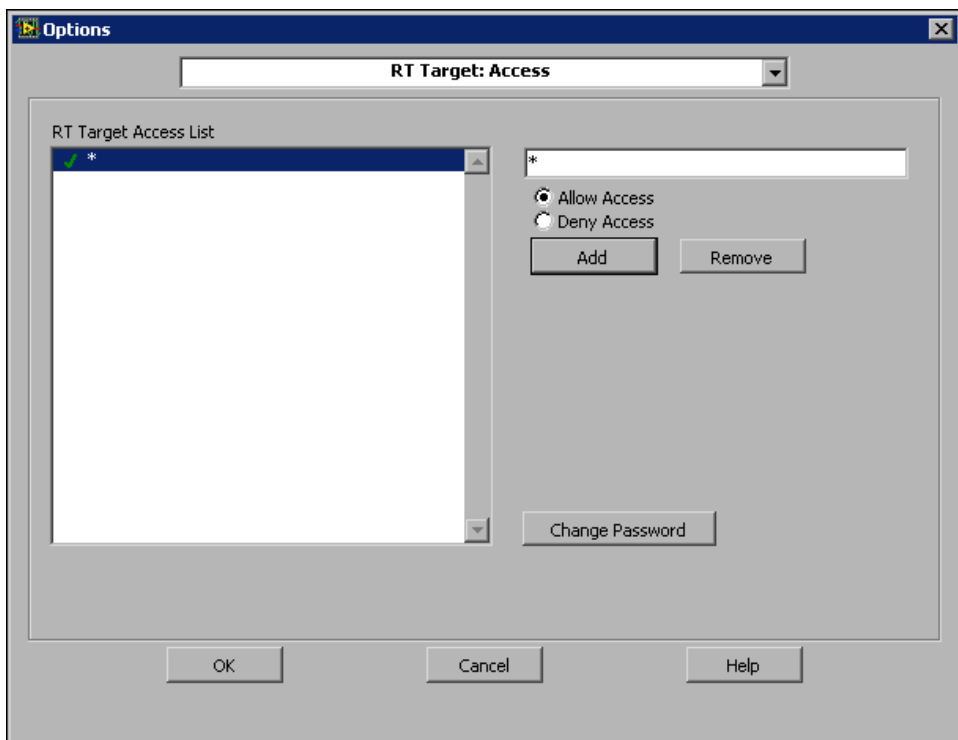 Options
RT Target: Access
RT Target Access List
*
*
Allow Access
Deny Access
Add Remove
Change Password
OK Cancel Help